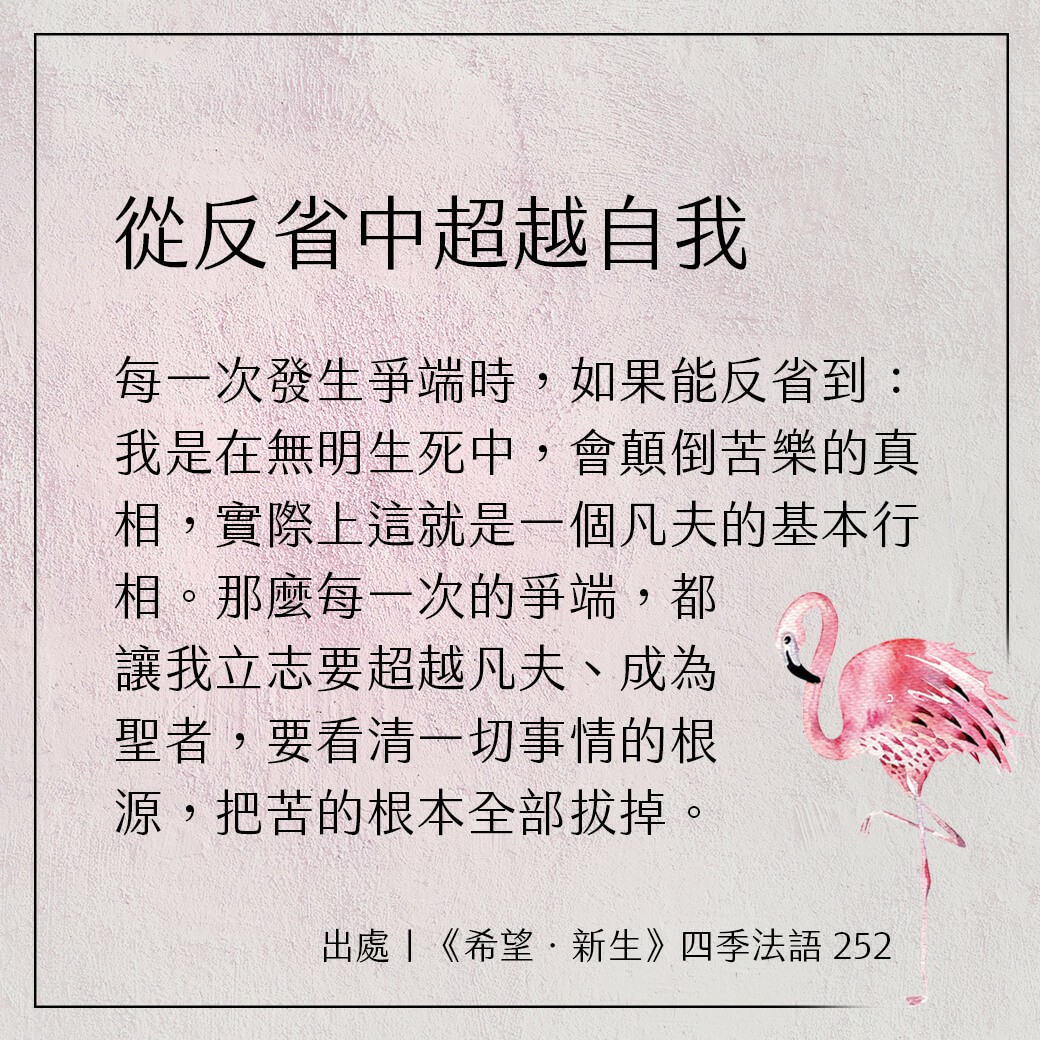 從反省中超越自我
每一次發生爭端時，如果能反省到：
我是在無明生死中，會顛倒苦樂的真
相，實際上這就是一個凡夫的基本行
相。那麼每一次的爭端，都
讓我立志要超越凡夫、成為
聖者，要看清一切事情的根
源，把苦的根本全部拔掉。
出處｜《希望．新生》四季法語 252